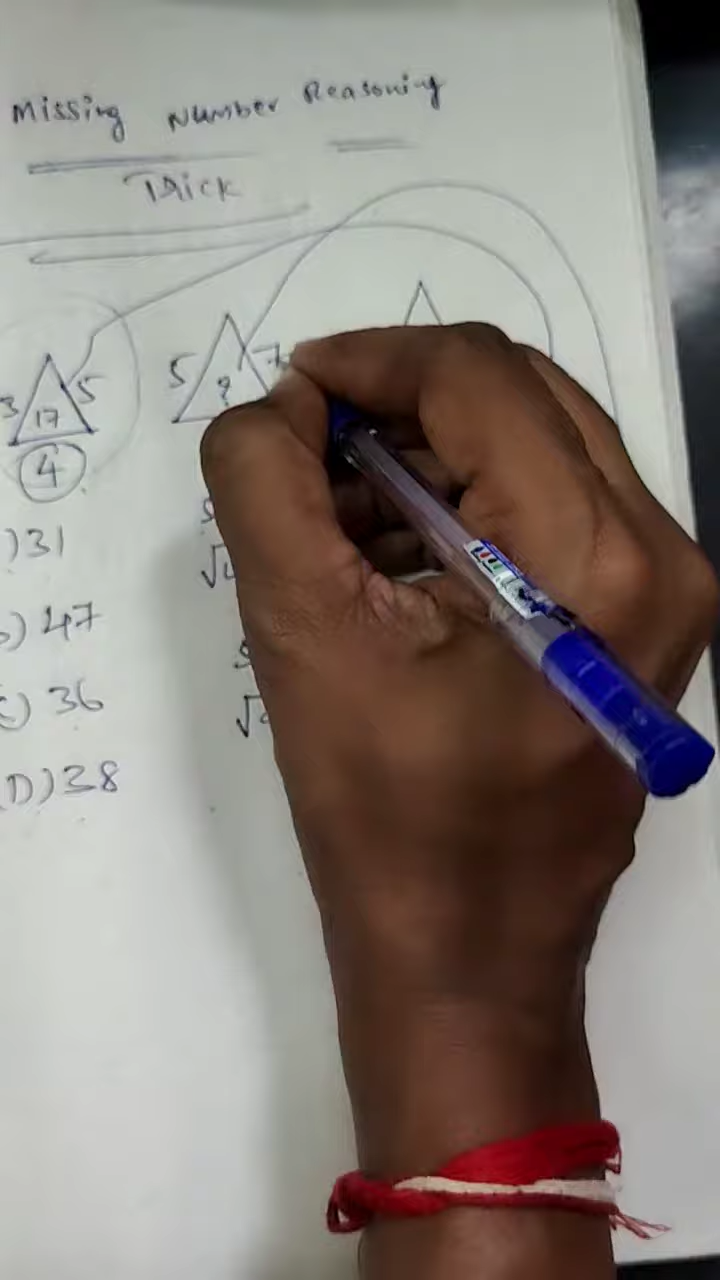 Missing Number Reasoning
Trick
3 5 5 7
17 ?
4
)31
) 47
) 36
D) 38